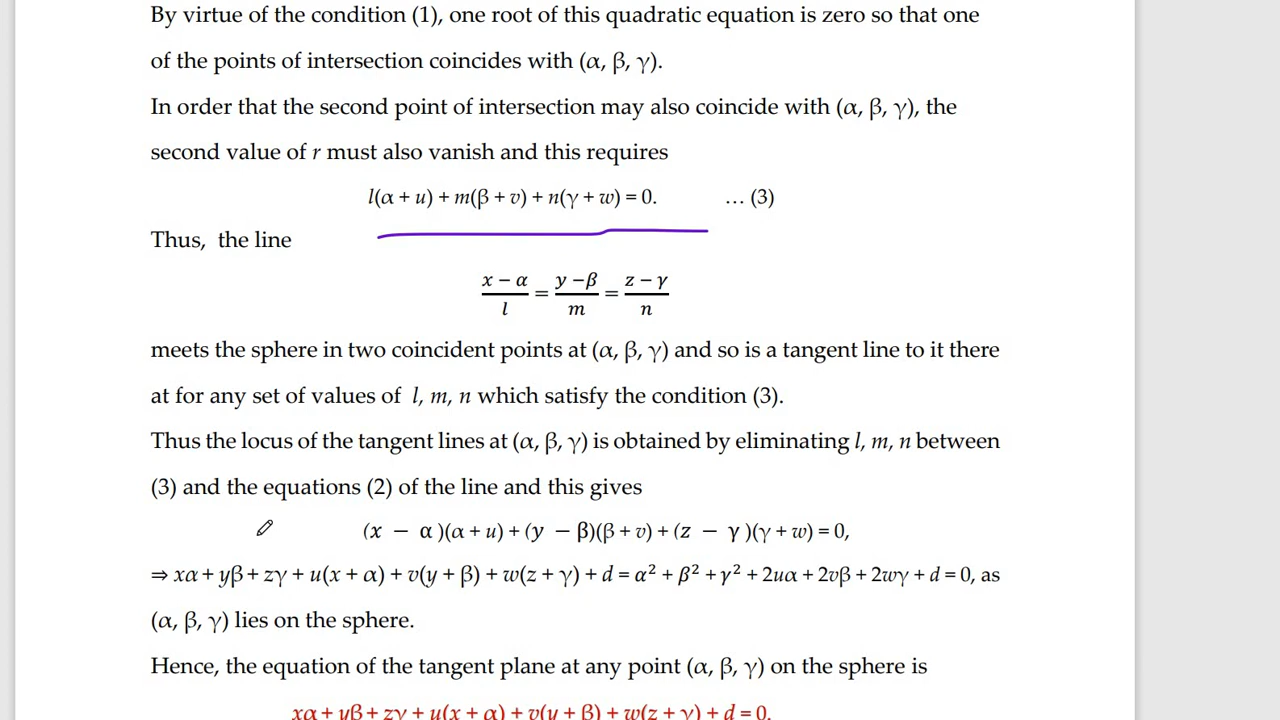 By virtue of the condition (1), one root of this quadratic equation is zero so that one
of the points of intersection coincides with (α, β, γ).
In order that the second point of intersection may also coincide with (α, β, γ), the
second value of r must also vanish and this requires
l(α + u) + m(β + v) + n(γ + w) = 0. … (3)
Thus, the line
(x − α)/l = (y − β)/m = (z − γ)/n
meets the sphere in two coincident points at (α, β, γ) and so is a tangent line to it there
at for any set of values of l, m, n which satisfy the condition (3).
Thus the locus of the tangent lines at (α, β, γ) is obtained by eliminating l, m, n between
(3) and the equations (2) of the line and this gives
(x − α )(α + u) + (y − β)(β + v) + (z − γ )(γ + w) = 0,
⇒ xα + yβ + zγ + u(x + α) + v(y + β) + w(z + γ) + d = α² + β² + γ² + 2uα + 2vβ + 2wγ + d = 0, as
(α, β, γ) lies on the sphere.
Hence, the equation of the tangent plane at any point (α, β, γ) on the sphere is
xα + yβ + zγ + u(x + α) + v(y + β) + w(z + γ) + d = 0.